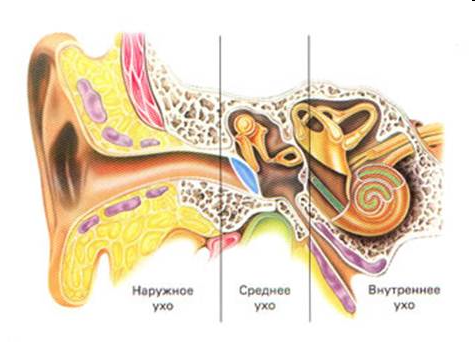 Наружное
ухо
Среднее
ухо
Внутреннее
ухо